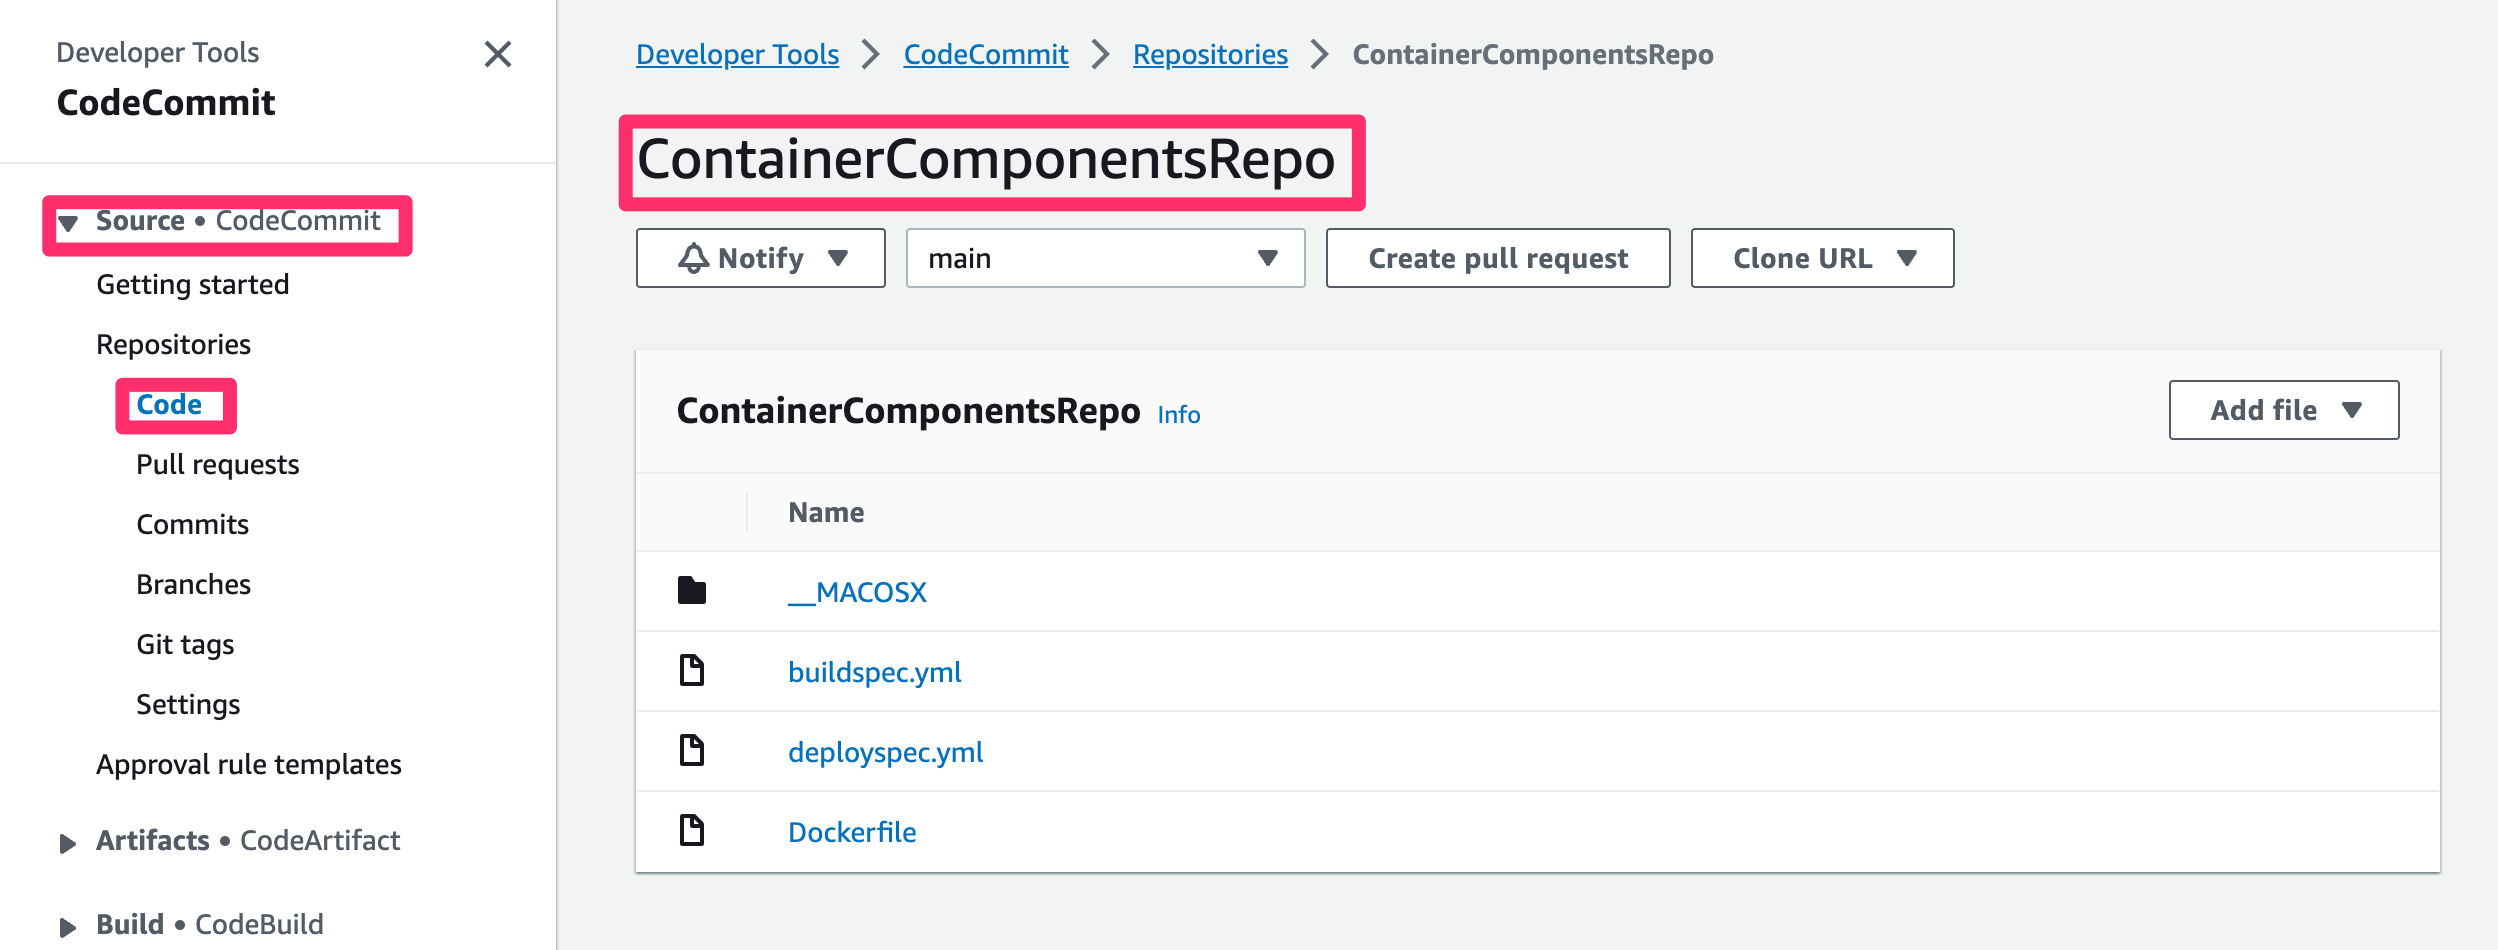 Developer Tools
CodeCommit
Source • CodeCommit
Getting started
Repositories
Code
Pull requests
Commits
Branches
Git tags
Settings
Approval rule templates
Artifacts • CodeArtifact
Build • CodeBuild
Developer Tools > CodeCommit > Repositories > ContainerComponentsRepo
ContainerComponentsRepo
Notify main Create pull request Clone URL
ContainerComponentsRepo Info Add file
Name
__MACOSX
buildspec.yml
deployspec.yml
Dockerfile